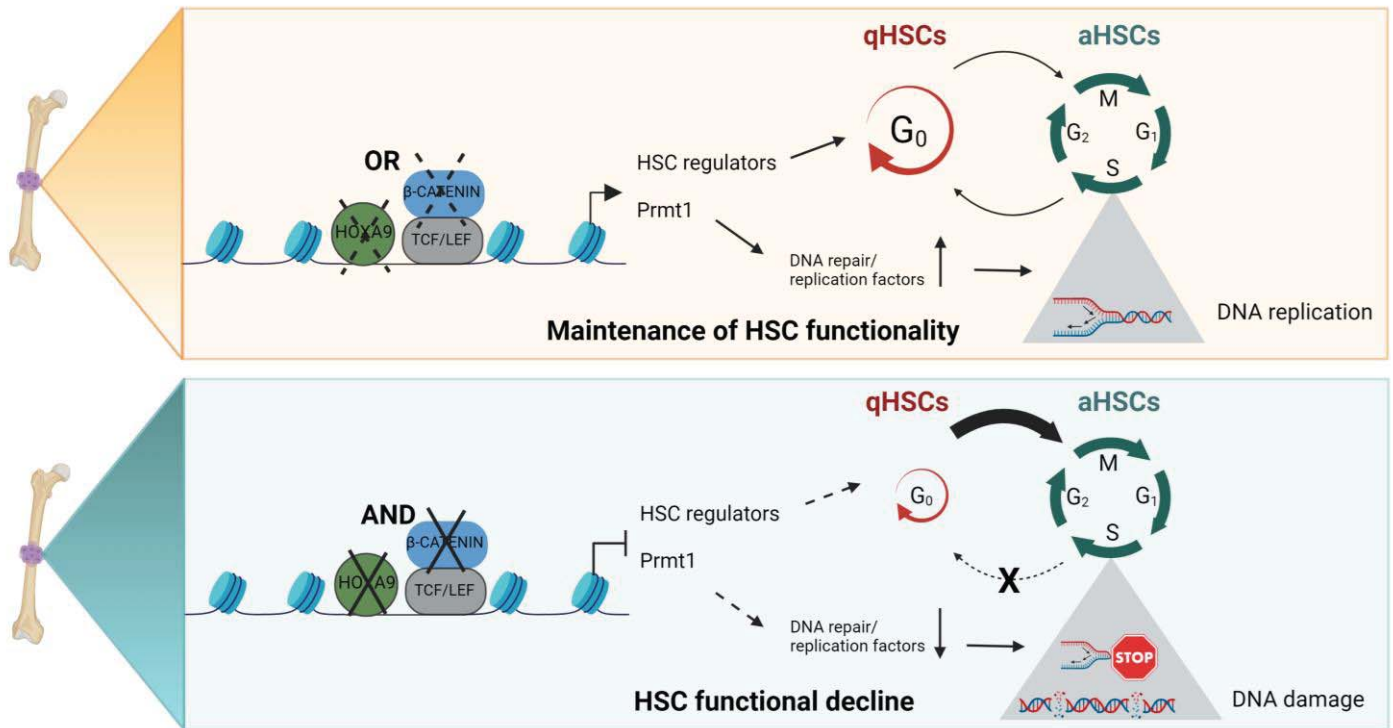 qHSCs
aHSCs
G0
M
G2
G1
S
OR
β-CATENIN
HOXA9
TCF/LEF
HSC regulators
Prmt1
DNA repair/
replication factors
DNA replication
Maintenance of HSC functionality
qHSCs
aHSCs
G0
M
G2
G1
S
AND
β-CATENIN
HOXA9
TCF/LEF
HSC regulators
Prmt1
X
DNA repair/
replication factors
STOP
HSC functional decline
DNA damage